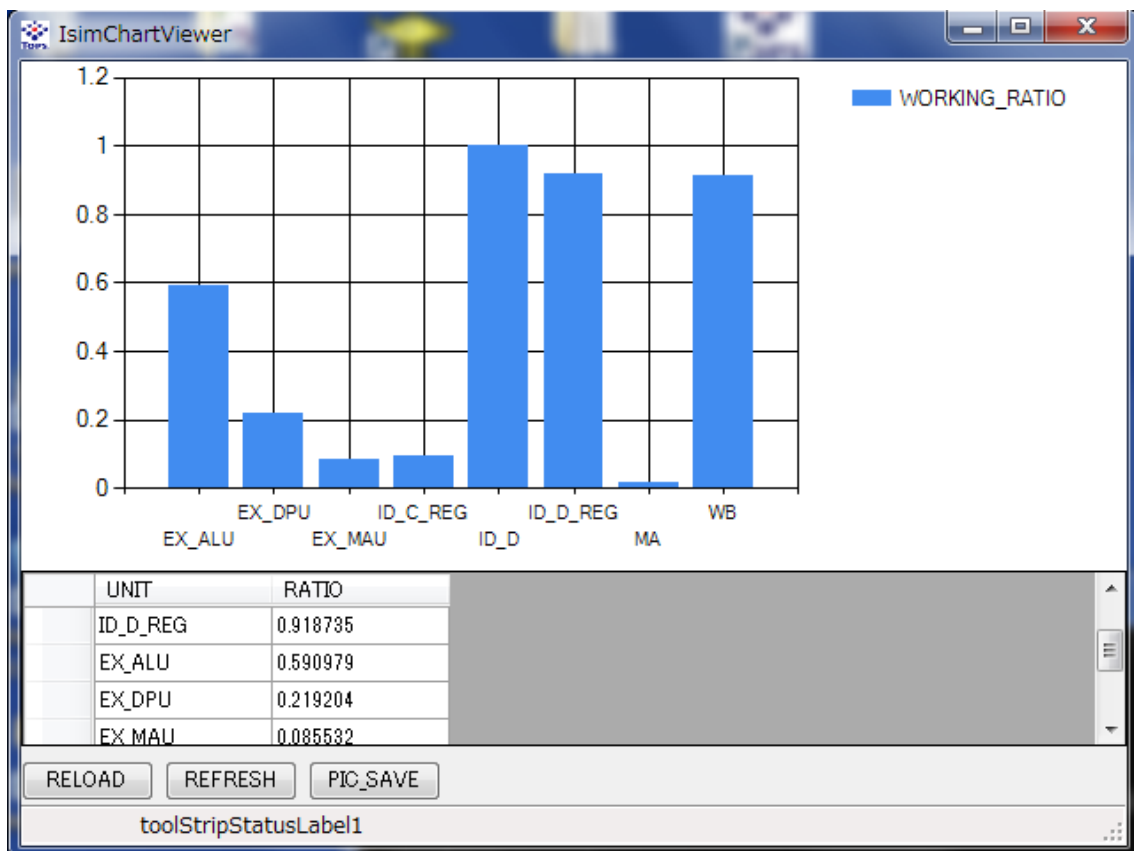 TOPS
IsimChartViewer
1.2
1
0.8
0.6
0.4
0.2
0
WORKING_RATIO
EX_DPU ID_C_REG ID_D_REG WB
EX_ALU EX_MAU ID_D MA
UNIT RATIO
ID_D_REG 0.918735
EX_ALU 0.590979
EX_DPU 0.219204
EX_MAU 0.085532
RELOAD REFRESH PIC_SAVE
toolStripStatusLabel1